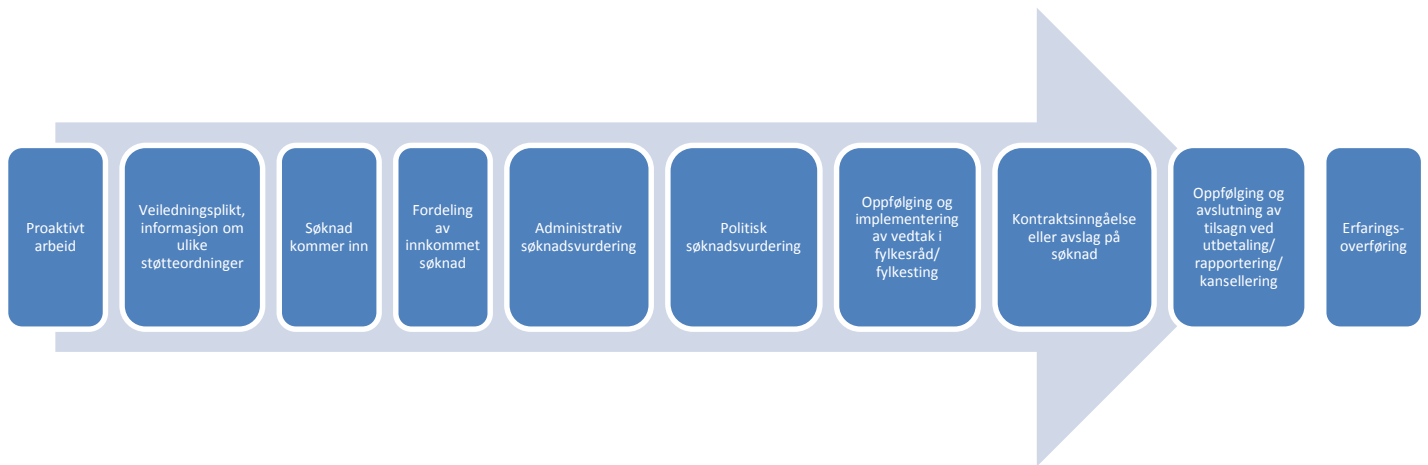 Proaktivt
arbeid
Veiledningsplikt,
informasjon om
ulike
støtteordninger
Søknad
kommer inn
Fordeling
av
innkommet
søknad
Administrativ
søknadsvurdering
Politisk
søknadsvurdering
Oppfølging og
implementering
av vedtak i
fylkesråd/
fylkesting
Kontraktsinngåelse
eller avslag på
søknad
Oppfølging og
avslutning av
tilsagn ved
utbetaling/
rapportering/
kansellering
Erfarings-
overføring